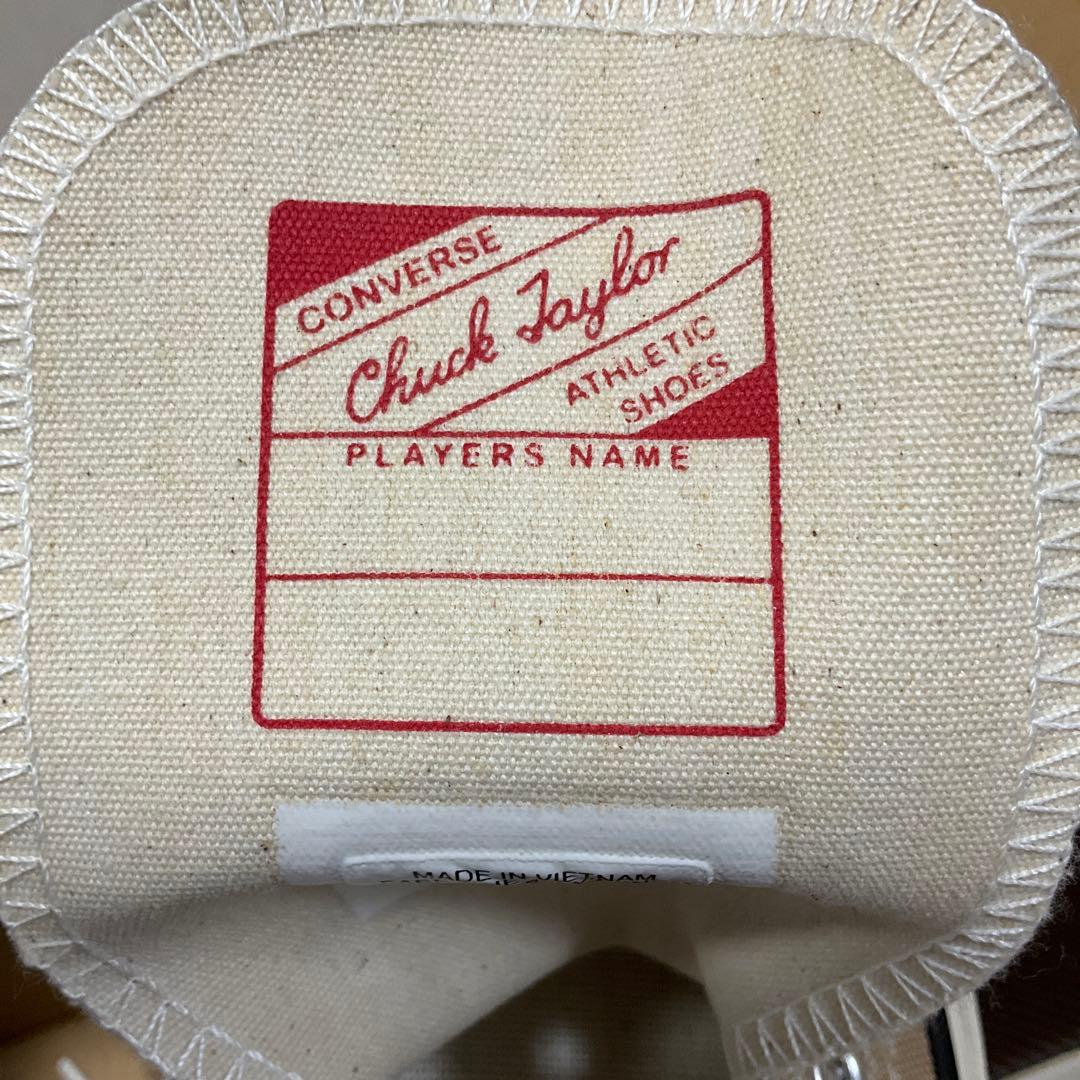 CONVERSE
Chuck Taylor
ATHLETIC
SHOES
PLAYERS NAME
MADE IN VIETNAM